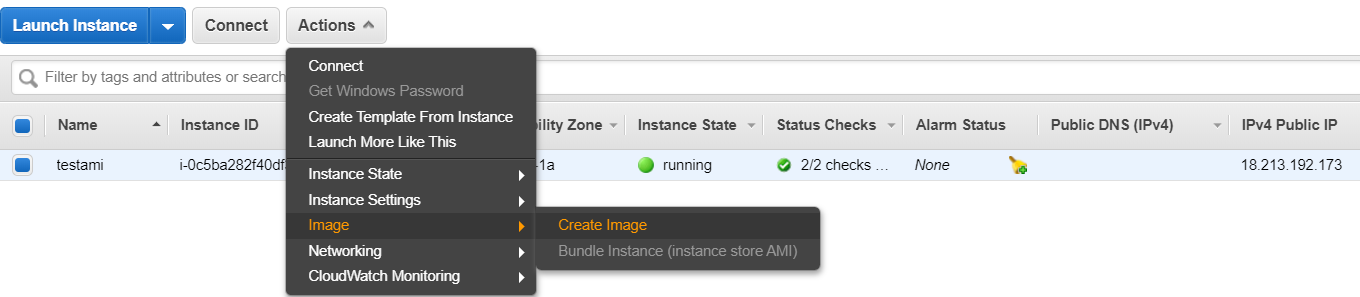 Launch Instance Connect Actions
Connect
Filter by tags and attributes or search
Get Windows Password
Create Template From Instance
Name Instance ID Zone Instance State Status Checks Alarm Status Public DNS (IPv4) IPv4 Public IP
Launch More Like This
testami 1a running 2/2 checks ... None 18.213.192.173
Instance State
Instance Settings
Image Create Image
Networking Bundle Instance (instance store AMI)
CloudWatch Monitoring